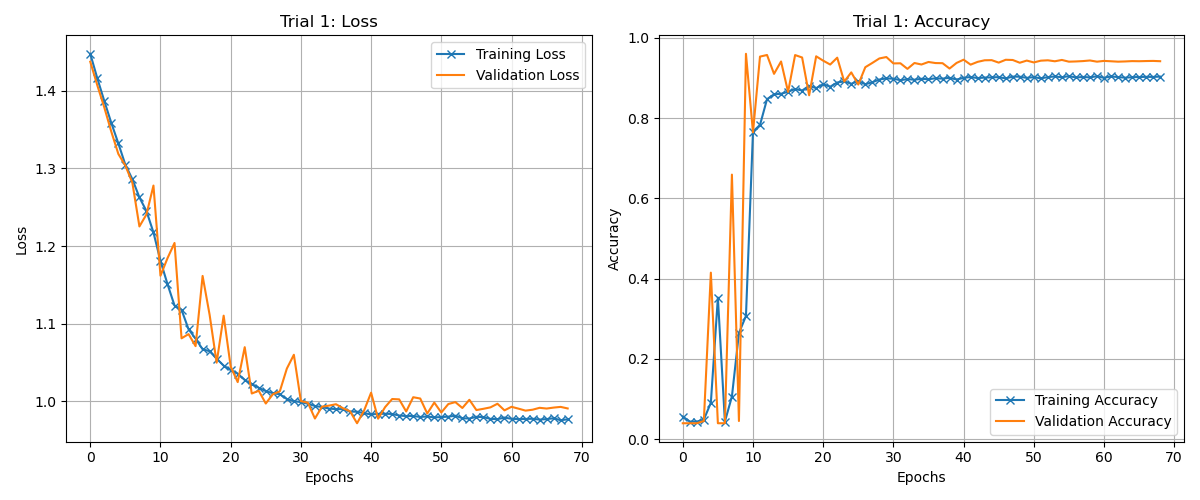 Trial 1: Loss
Training Loss
Validation Loss
1.4
1.3
1.2
1.1
1.0
Loss
0 10 20 30 40 50 60 70
Epochs
Trial 1: Accuracy
1.0
0.8
0.6
0.4
0.2
0.0
Accuracy
Training Accuracy
Validation Accuracy
0 10 20 30 40 50 60 70
Epochs